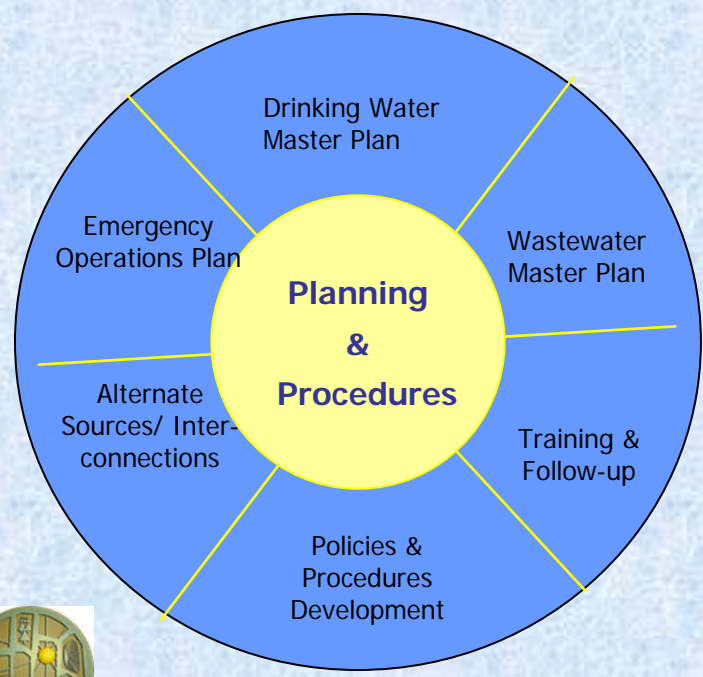 Drinking Water
Master Plan
Wastewater
Master Plan
Training &
Follow-up
Policies &
Procedures
Development
Alternate
Sources/ Inter-
connections
Emergency
Operations Plan
Planning
&
Procedures